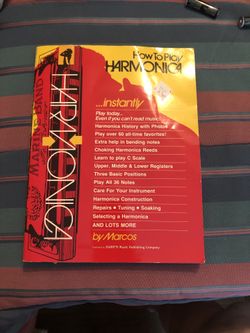 How To Play
HARMONICA
...instantly
Play today...
Even if you can't read music
Harmonica History with Photos
Play over 60 all-time favorites!
Extra help in bending notes
Choking Harmonica Reeds
Learn to play C Scale
Upper, Middle & Lower Registers
Three Basic Positions
Play All 36 Notes
Care For Your Instrument
Harmonica Construction
Repairs • Tuning • Soaking
Selecting a Harmonica
AND LOTS MORE
by Marcos
MARINE BAND
HARMONICA